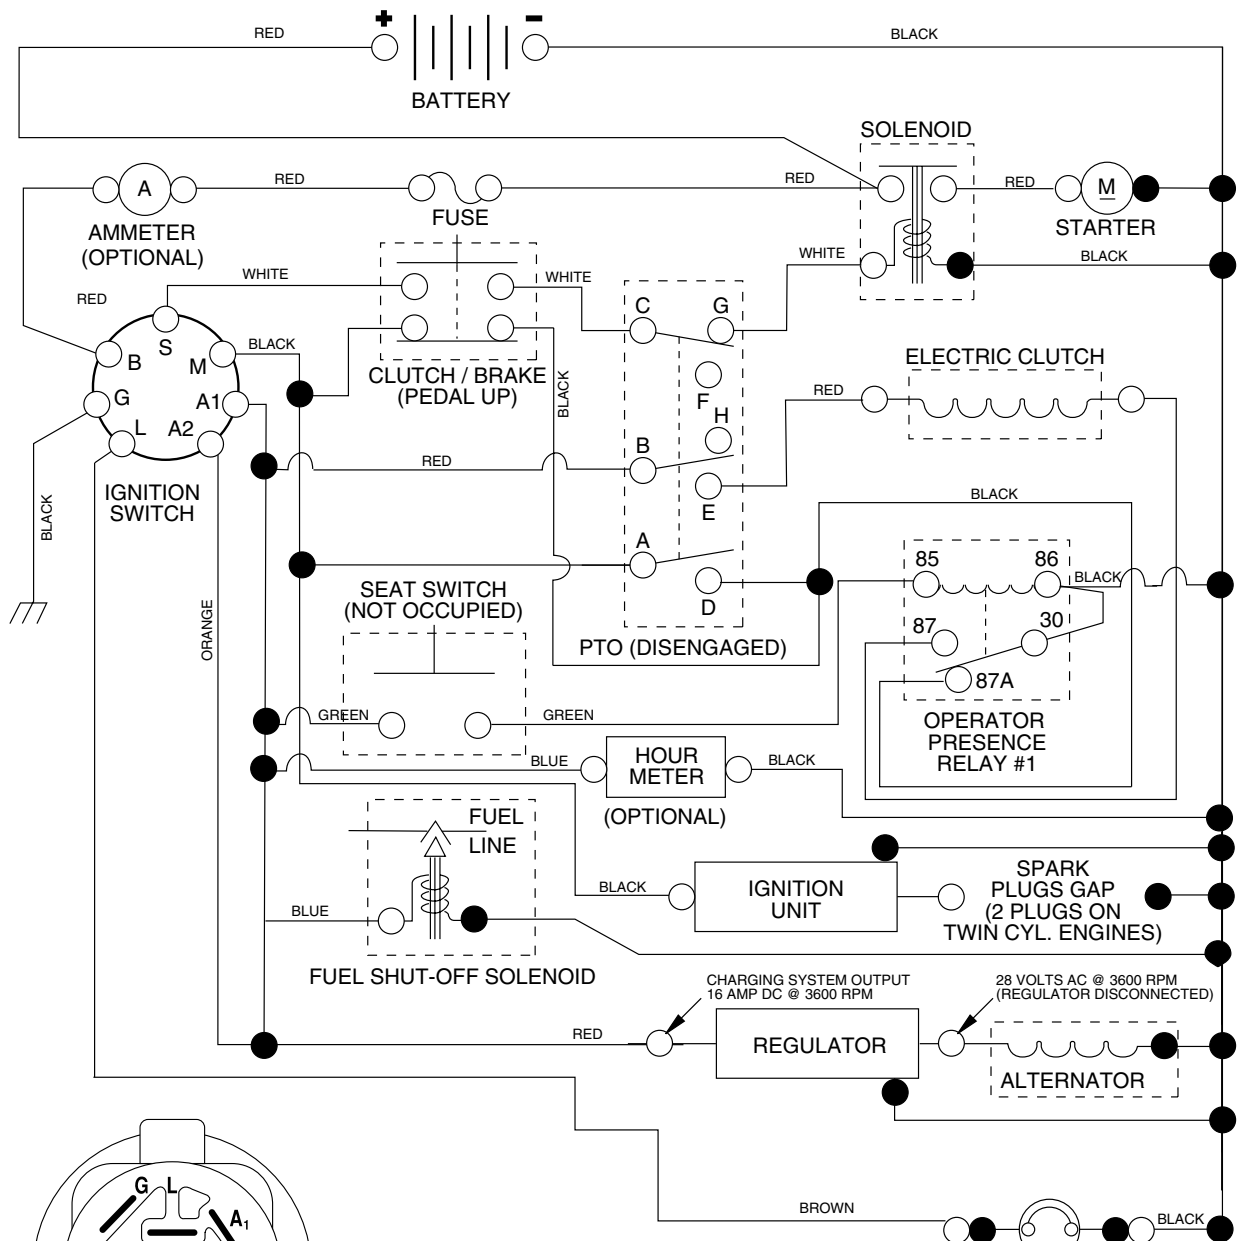 +
-
RED
BLACK
BATTERY
SOLENOID
A
RED
RED
RED
M
FUSE
STARTER
AMMETER
(OPTIONAL)
WHITE
BLACK
WHITE
WHITE
RED
C
G
S
B
M
BLACK
ELECTRIC CLUTCH
CLUTCH / BRAKE
(PEDAL UP)
BLACK
F
RED
G
A1
H
L
A2
B
RED
IGNITION
SWITCH
E
BLACK
BLACK
A
85
86
BLACK
SEAT SWITCH
(NOT OCCUPIED)
D
ORANGE
87
30
PTO (DISENGAGED)
87A
GREEN
GREEN
OPERATOR
PRESENCE
RELAY #1
BLUE
HOUR
METER
BLACK
(OPTIONAL)
FUEL
LINE
SPARK
PLUGS GAP
(2 PLUGS ON
TWIN CYL. ENGINES)
BLACK
IGNITION
UNIT
BLUE
FUEL SHUT-OFF SOLENOID
CHARGING SYSTEM OUTPUT
16 AMP DC @ 3600 RPM
28 VOLTS AC @ 3600 RPM
(REGULATOR DISCONNECTED)
RED
REGULATOR
ALTERNATOR
G
L
A1
BROWN
BLACK